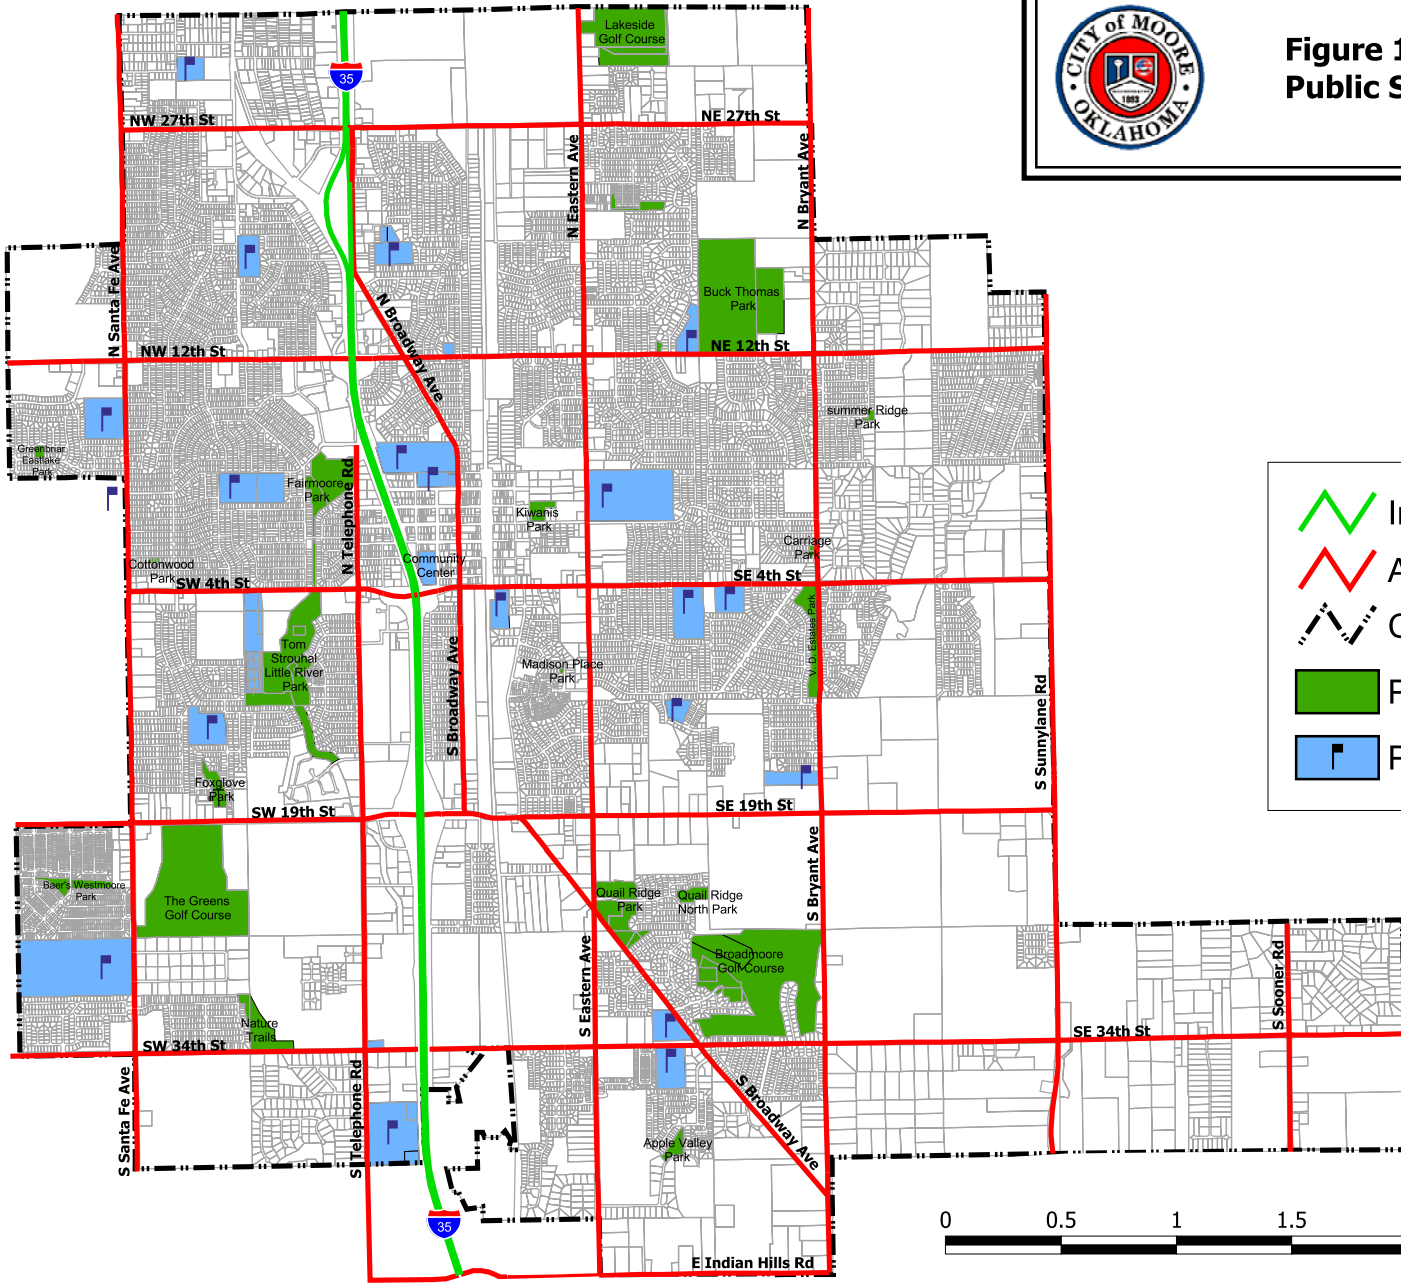 CITY of MOORE
1893
OKLAHOMA
Figure 1
Public S
Lakeside
Golf Course
35
NW 27th St
NE 27th St
N Eastern Ave
N Bryant Ave
N Santa Fe Ave
Buck Thomas
Park
N Broadway Ave
NW 12th St
NE 12th St
summer Ridge
Park
Greenbriar
Eastlake
Park
Fairmoore
Park
N Telephone Rd
Kiwanis
Park
Carriage
Park
Community
Center
Cottonwood
Park
SW 4th St
SE 4th St
V. D. Estates Park
Tom
Strouhal
Little River
Park
Madison Place
Park
S Broadway Ave
S Sunnylane Rd
Foxglove
Park
SW 19th St
SE 19th St
Baer's Westmoore
Park
The Greens
Golf Course
Quail Ridge
Park
Quail Ridge
North Park
S Bryant Ave
Broadmoore
Golf Course
S Eastern Ave
S Sooner Rd
Nature
Trails
SW 34th St
SE 34th St
S Santa Fe Ave
S Telephone Rd
S Broadway Ave
Apple Valley
Park
35
E Indian Hills Rd
In
A
C
P
P
0 0.5 1 1.5